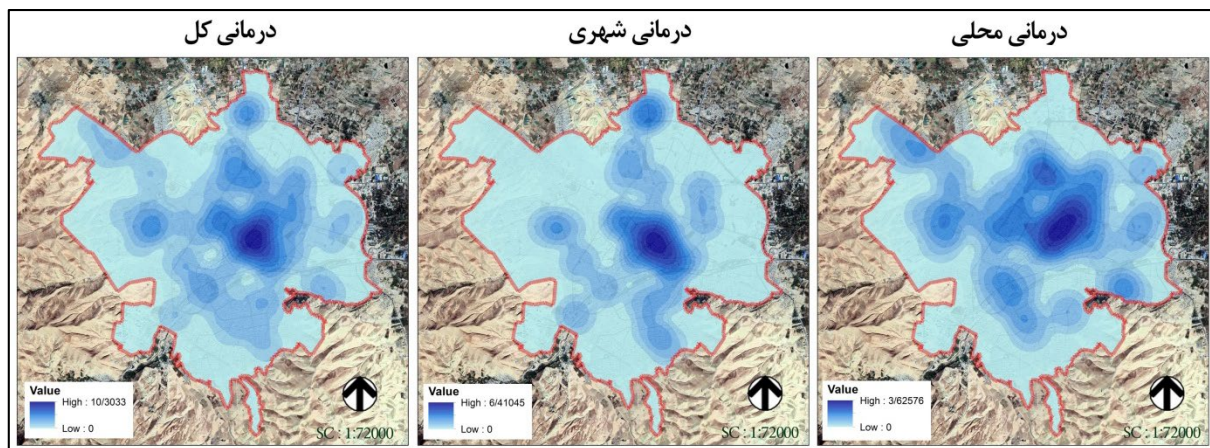 درمانی محلی
درمانی شهری
درمانی کل
Value
High : 10/3033
Low : 0
SC : 1:72000
Value
High : 6/41045
Low : 0
SC : 1:72000
Value
High : 3/62576
Low : 0
SC : 1:72000